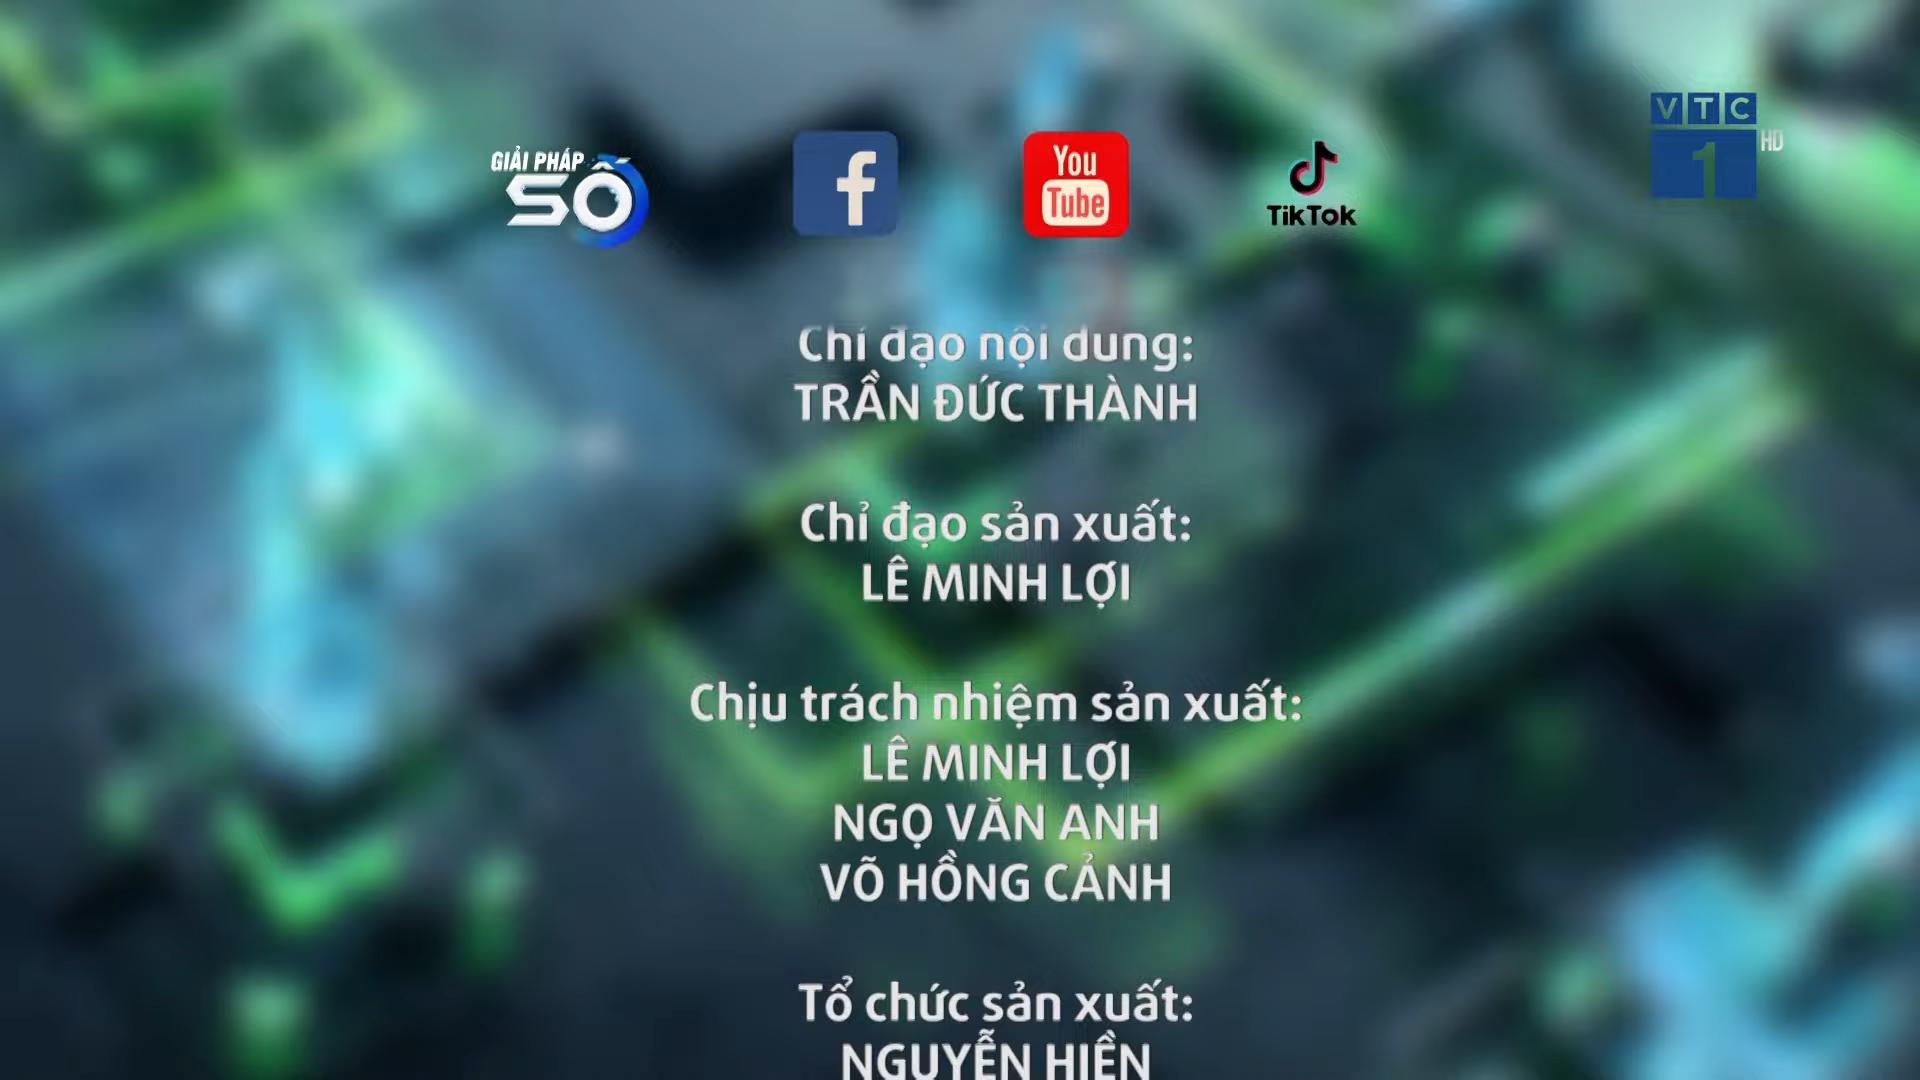 GIẢI PHÁP
SỐ
f
You
Tube
TikTok
VTC
1
HD
Chỉ đạo nội dung:
TRẦN ĐỨC THÀNH
Chỉ đạo sản xuất:
LÊ MINH LỢI
Chịu trách nhiệm sản xuất:
LÊ MINH LỢI
NGỌ VĂN ANH
VÕ HỒNG CẢNH
Tổ chức sản xuất:
NGUYỄN HIỀN